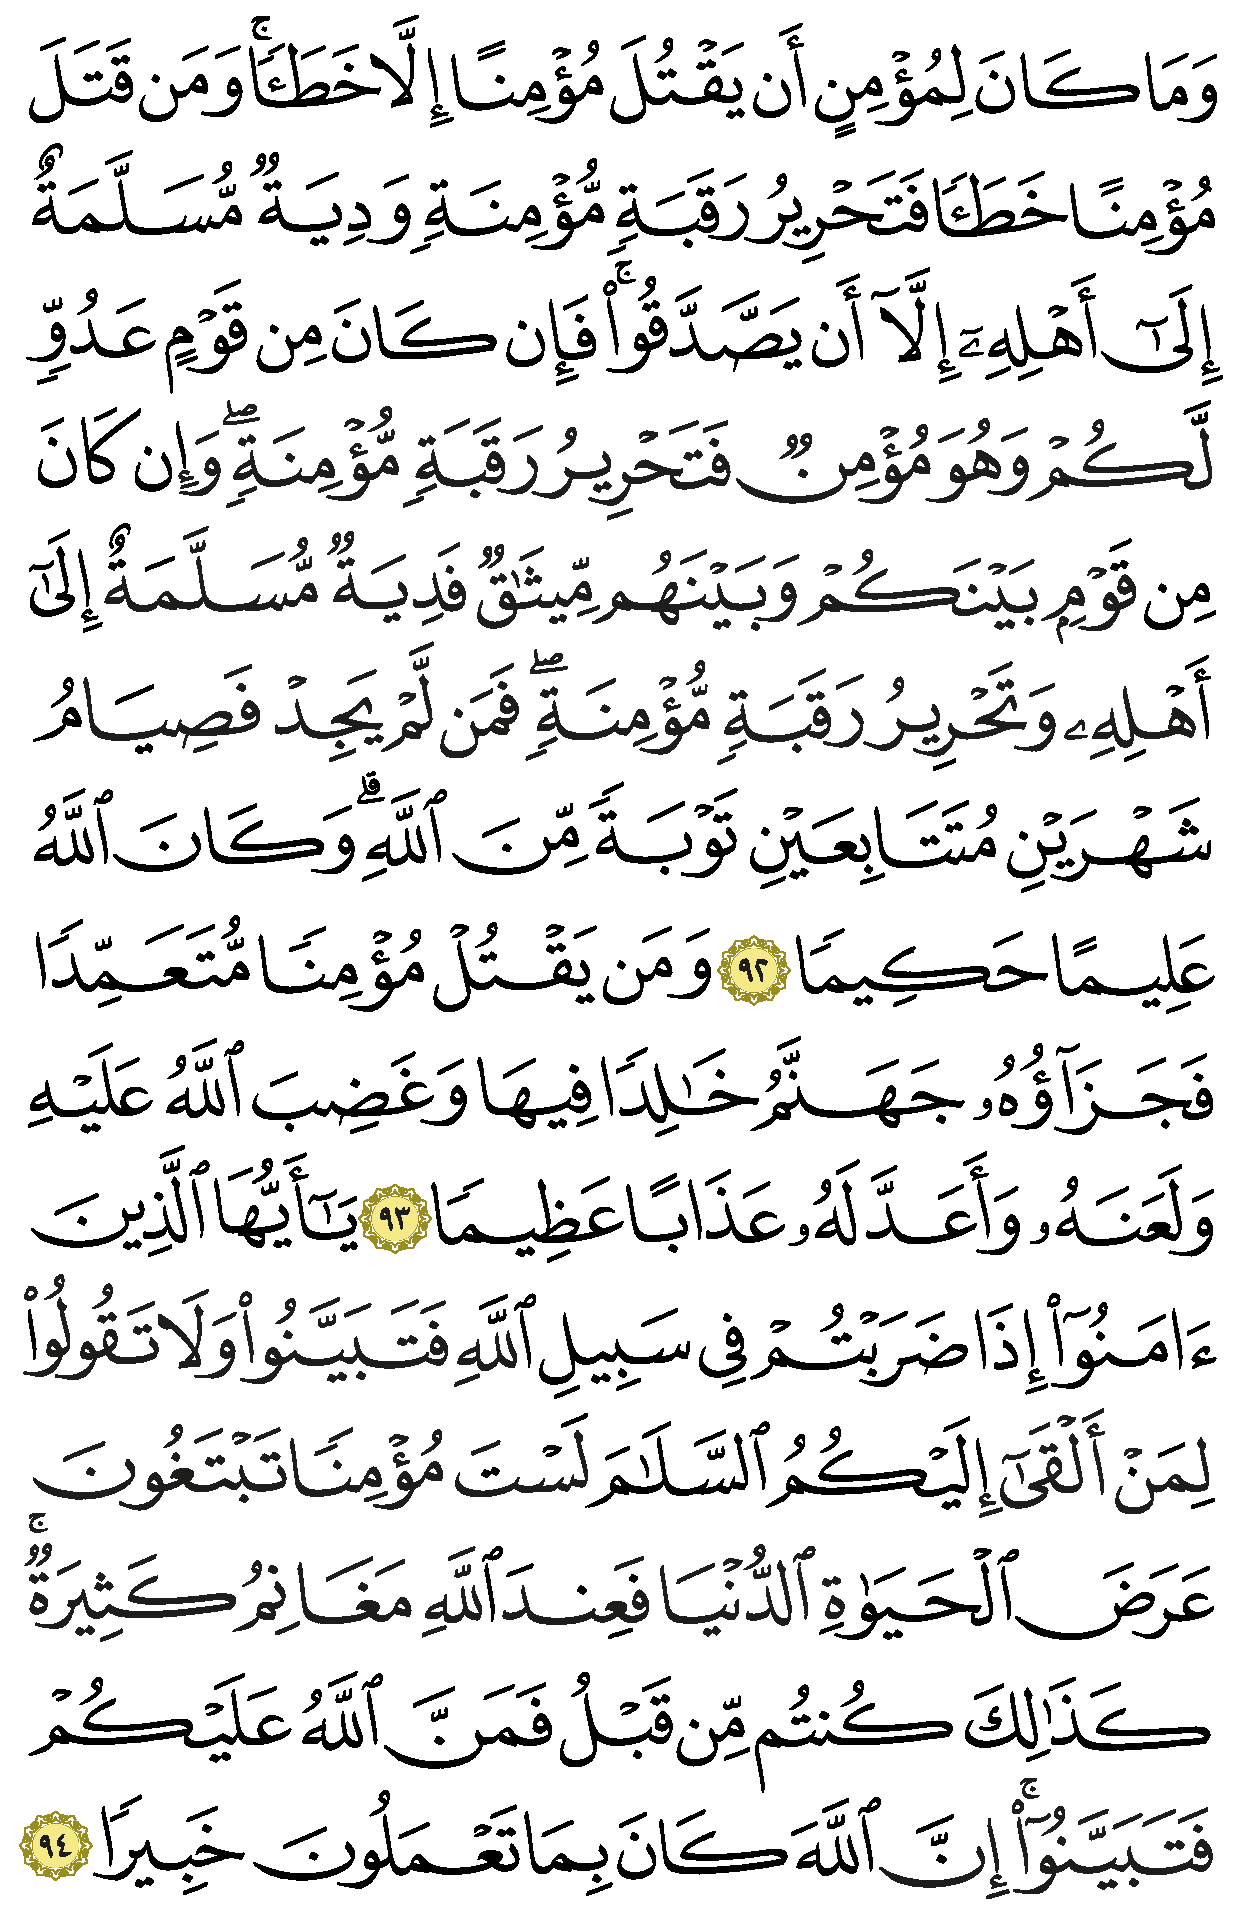 وَمَا كَانَ لِمُؤۡمِنٍ أَن يَقۡتُلَ مُؤۡمِنًا إِلَّا خَطَـٔٗاۚ وَمَن قَتَلَ
مُؤۡمِنًا خَطَـٔٗا فَتَحۡرِيرُ رَقَبَةٖ مُّؤۡمِنَةٖ وَدِيَةٞ مُّسَلَّمَةٌ
إِلَىٰٓ أَهۡلِهِۦٓ إِلَّآ أَن يَصَّدَّقُواْۚ فَإِن كَانَ مِن قَوۡمٍ عَدُوّٖ
لَّكُمۡ وَهُوَ مُؤۡمِنٞ فَتَحۡرِيرُ رَقَبَةٖ مُّؤۡمِنَةٖۖ وَإِن كَانَ
مِن قَوۡمِۭ بَيۡنَكُمۡ وَبَيۡنَهُم مِّيثَٰقٞ فَدِيَةٞ مُّسَلَّمَةٌ إِلَىٰٓ
أَهۡلِهِۦ وَتَحۡرِيرُ رَقَبَةٖ مُّؤۡمِنَةٖۖ فَمَن لَّمۡ يَجِدۡ فَصِيَامُ
شَهۡرَيۡنِ مُتَتَابِعَيۡنِ تَوۡبَةٗ مِّنَ ٱللَّهِۗ وَكَانَ ٱللَّهُ
عَلِيمًا حَكِيمٗا ٩٢ وَمَن يَقۡتُلۡ مُؤۡمِنٗا مُّتَعَمِّدٗا
فَجَزَآؤُهُۥ جَهَنَّمُ خَٰلِدٗا فِيهَا وَغَضِبَ ٱللَّهُ عَلَيۡهِ
وَلَعَنَهُۥ وَأَعَدَّ لَهُۥ عَذَابًا عَظِيمٗا ٩٣ يَٰٓأَيُّهَا ٱلَّذِينَ
ءَامَنُوٓاْ إِذَا ضَرَبۡتُمۡ فِي سَبِيلِ ٱللَّهِ فَتَبَيَّنُواْ وَلَا تَقُولُواْ
لِمَنۡ أَلۡقَىٰٓ إِلَيۡكُمُ ٱلسَّلَٰمَ لَسۡتَ مُؤۡمِنٗا تَبۡتَغُونَ
عَرَضَ ٱلۡحَيَوٰةِ ٱلدُّنۡيَا فَعِندَ ٱللَّهِ مَغَانِمُ كَثِيرَةٞۚ
كَذَٰلِكَ كُنتُم مِّن قَبۡلُ فَمَنَّ ٱللَّهُ عَلَيۡكُمۡ
فَتَبَيَّنُوٓاْۚ إِنَّ ٱللَّهَ كَانَ بِمَا تَعۡمَلُونَ خَبِيرٗا ٩٤